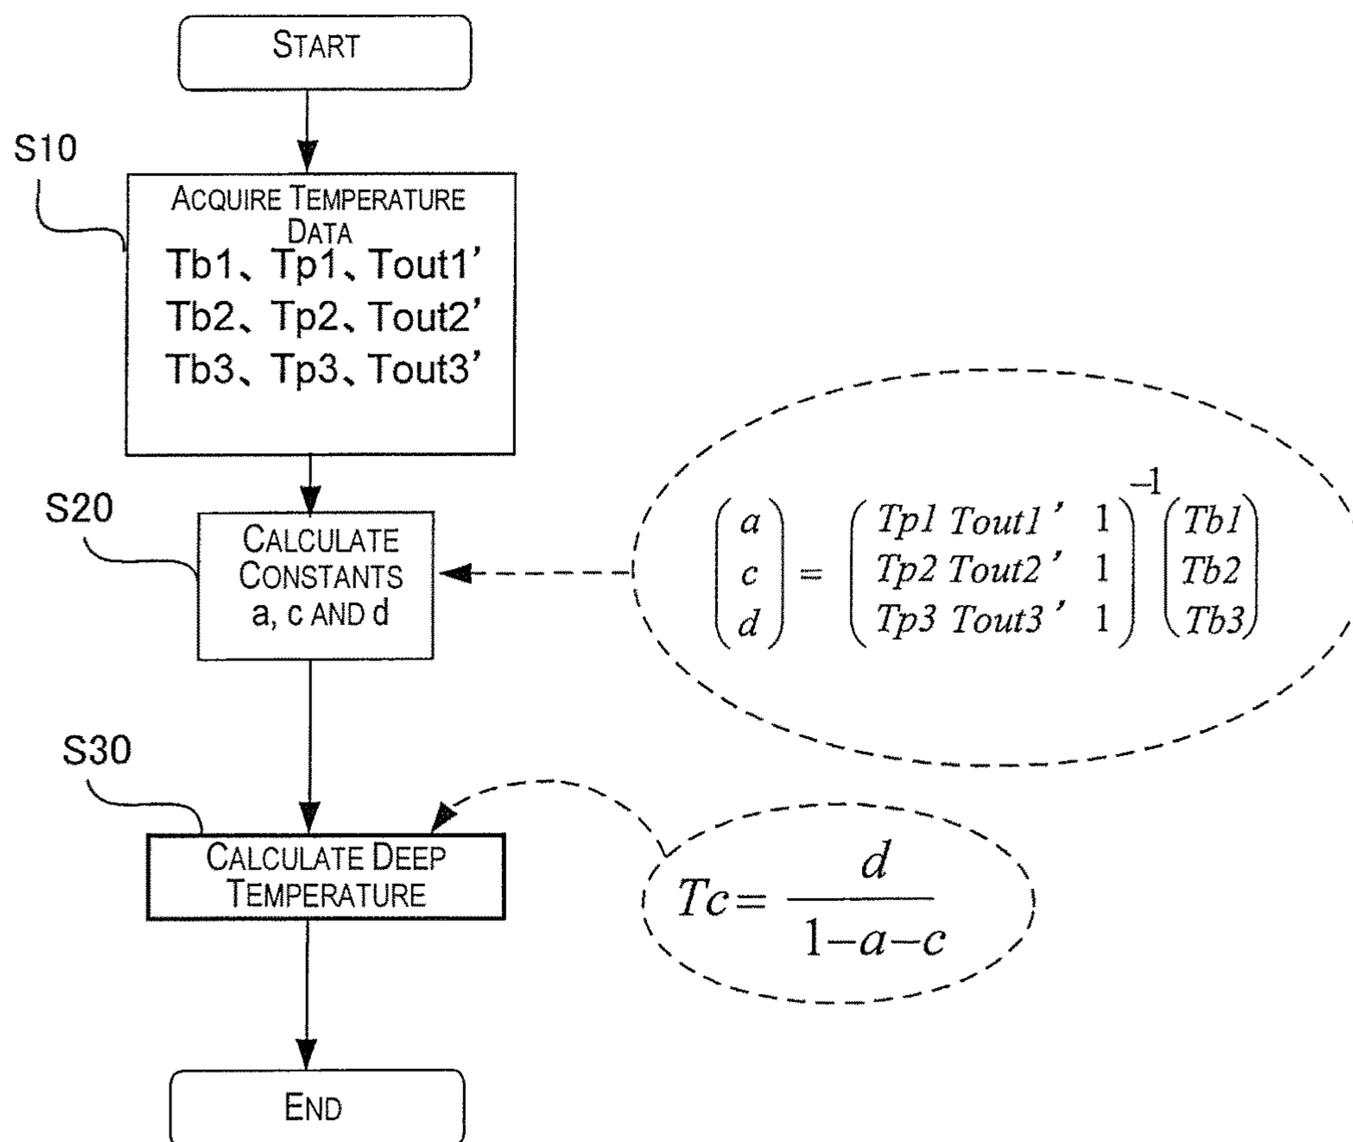 START
S10
ACQUIRE TEMPERATURE
DATA
Tb1、Tp1、Tout1’
Tb2、Tp2、Tout2’
Tb3、Tp3、Tout3’
S20
CALCULATE
CONSTANTS
a, c AND d
(a c d) = (Tp1 Tout1’ 1
Tp2 Tout2’ 1
Tp3 Tout3’ 1)⁻¹ (Tb1 Tb2 Tb3)
S30
CALCULATE DEEP
TEMPERATURE
Tc = d / (1–a–c)
END